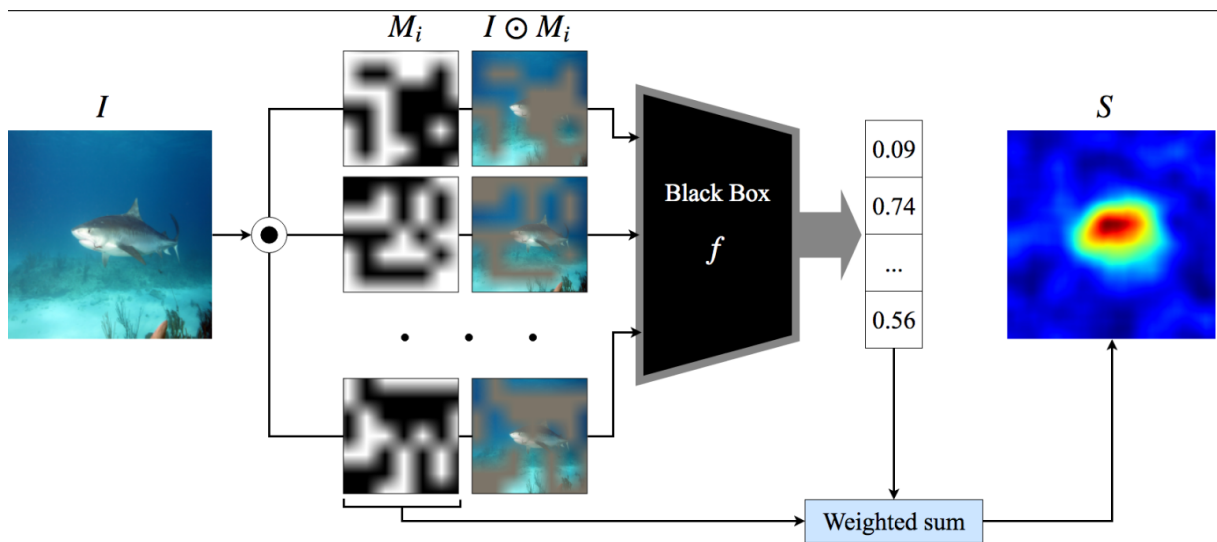 M_i
I ⊙ M_i
I
Black Box
f
0.09
0.74
...
0.56
S
Weighted sum